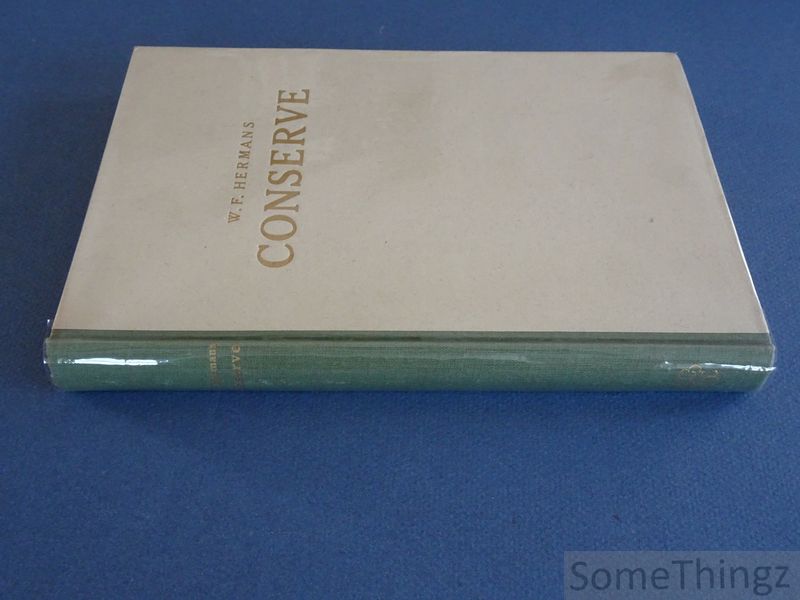 W. F. HERMANS
CONSERVE
SomeThingz